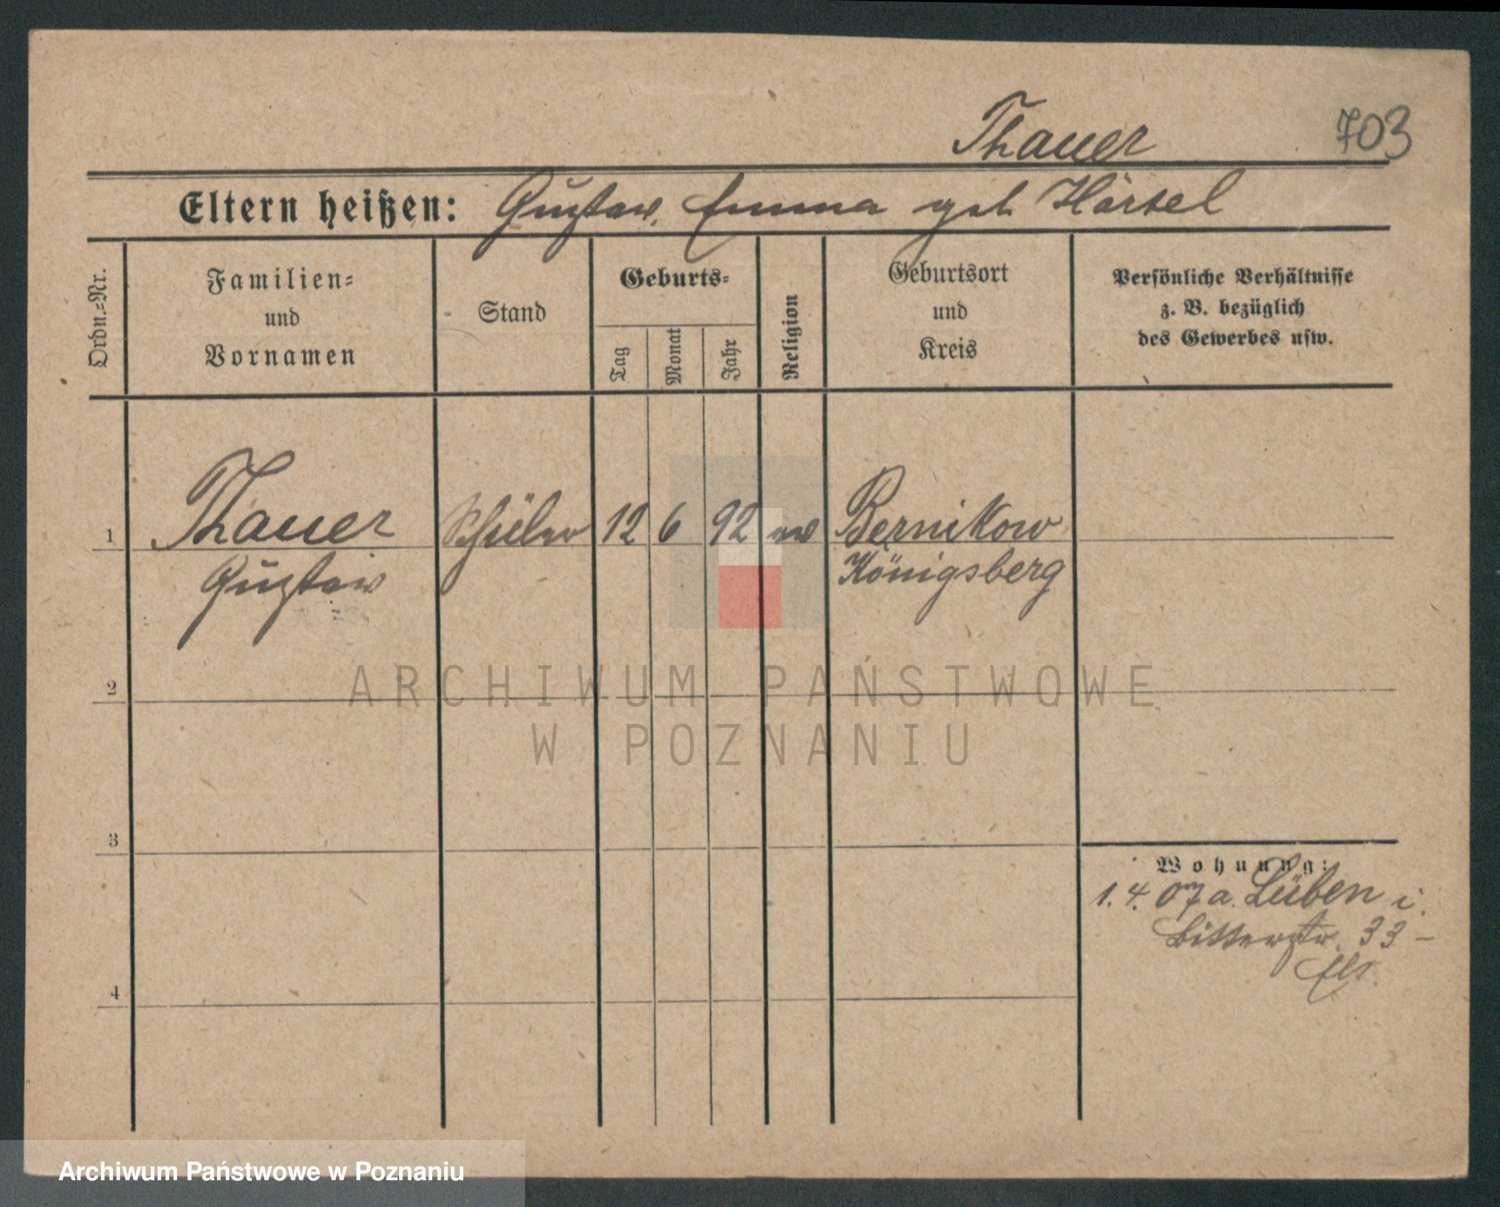 Thauer
703
Eltern heißen: Gustav, Emma geb Härtel
Ordn.-Nr.
Familien-
und
Vornamen
Stand
Geburts-
Tag
Monat
Jahr
Religion
Geburtsort
und
Kreis
Persönliche Verhältnisse
z. B. bezüglich
des Gewerbes usw.
1
Thauer
Gustav
Schüler
12
6
92
ev
Bernikow
Königsberg
2
ARCHIWUM PAŃSTWOWE
W POZNANIU
3
Wohnung:
1. 4. 07 a. Lüben i.
33 –
Elt.
4
Archiwum Państwowe w Poznaniu